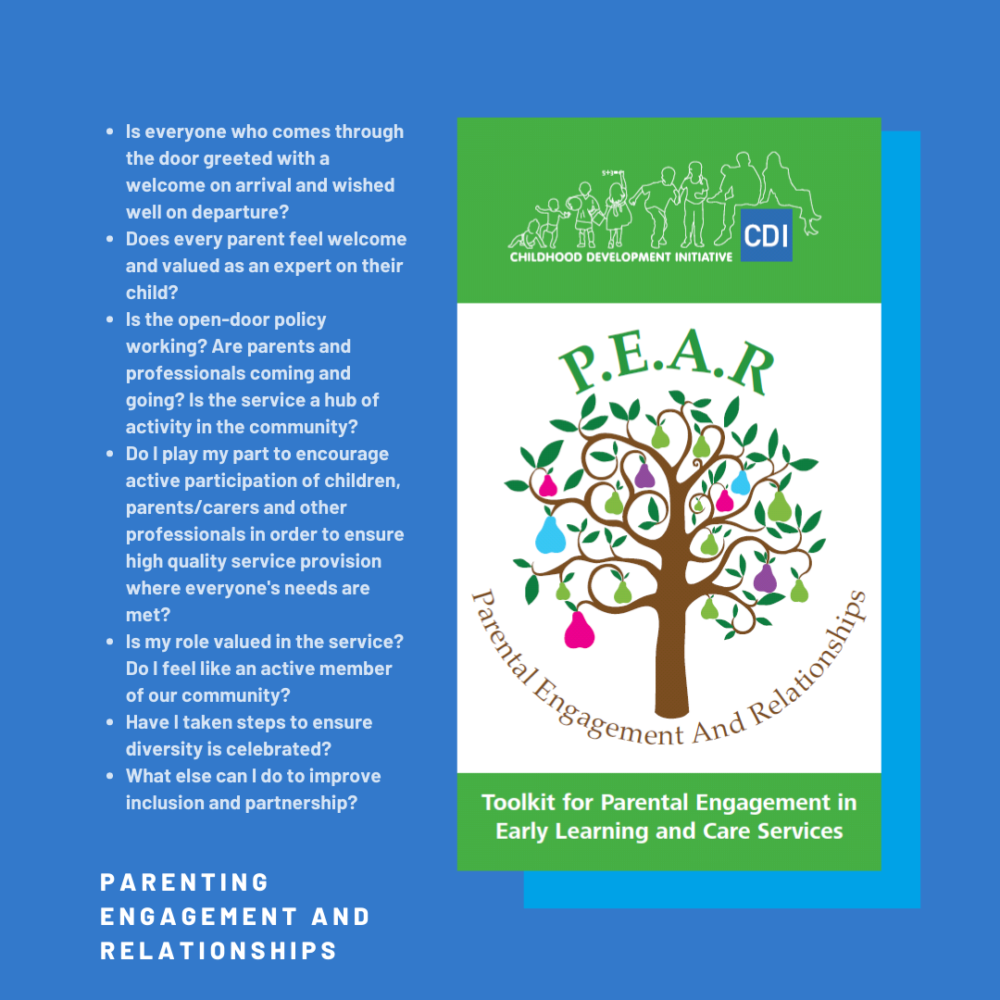 • Is everyone who comes through
the door greeted with a
welcome on arrival and wished
well on departure?
• Does every parent feel welcome
and valued as an expert on their
child?
• Is the open-door policy
working? Are parents and
professionals coming and
going? Is the service a hub of
activity in the community?
• Do I play my part to encourage
active participation of children,
parents/carers and other
professionals in order to ensure
high quality service provision
where everyone's needs are
met?
• Is my role valued in the service?
Do I feel like an active member
of our community?
• Have I taken steps to ensure
diversity is celebrated?
• What else can I do to improve
inclusion and partnership?
PARENTING
ENGAGEMENT AND
RELATIONSHIPS
CHILDHOOD DEVELOPMENT INITIATIVE
CDI
P.E.A.R
Parental Engagement And Relationships
Toolkit for Parental Engagement in
Early Learning and Care Services